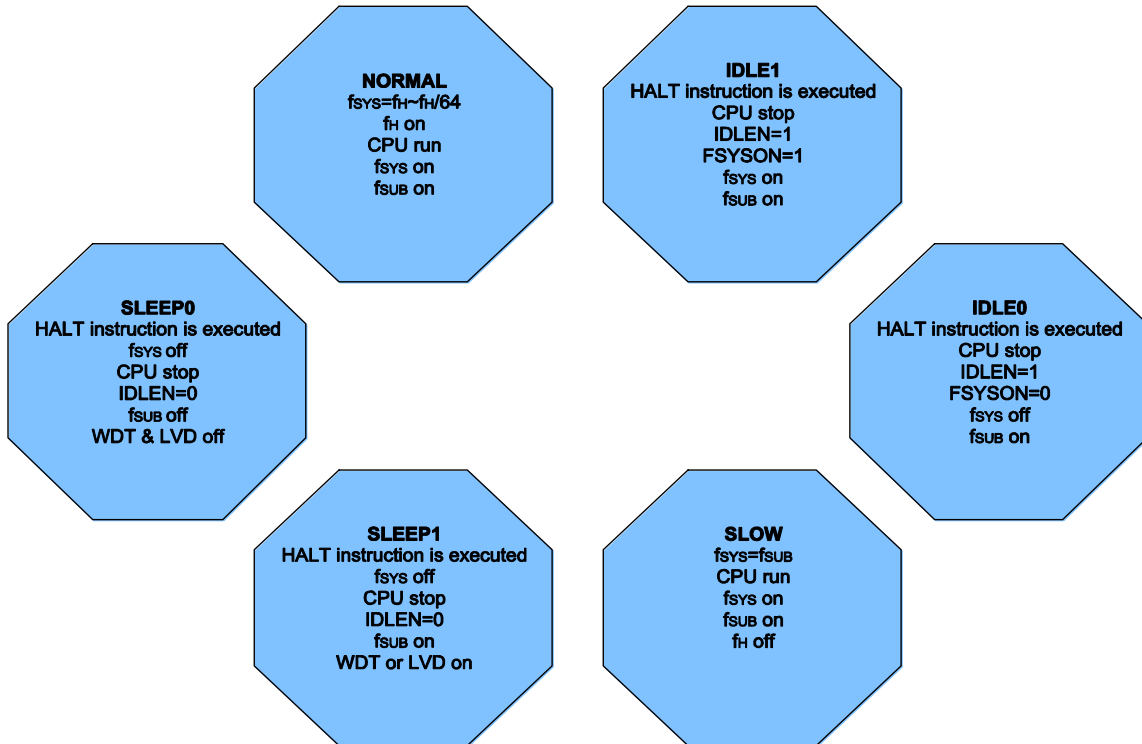 NORMAL
fSYS=fH~fH/64
fH on
CPU run
fSYS on
fSUB on
IDLE1
HALT instruction is executed
CPU stop
IDLEN=1
FSYSON=1
fSYS on
fSUB on
SLEEP0
HALT instruction is executed
fSYS off
CPU stop
IDLEN=0
fSUB off
WDT & LVD off
IDLE0
HALT instruction is executed
CPU stop
IDLEN=1
FSYSON=0
fSYS off
fSUB on
SLEEP1
HALT instruction is executed
fSYS off
CPU stop
IDLEN=0
fSUB on
WDT or LVD on
SLOW
fSYS=fSUB
CPU run
fSYS on
fSUB on
fH off